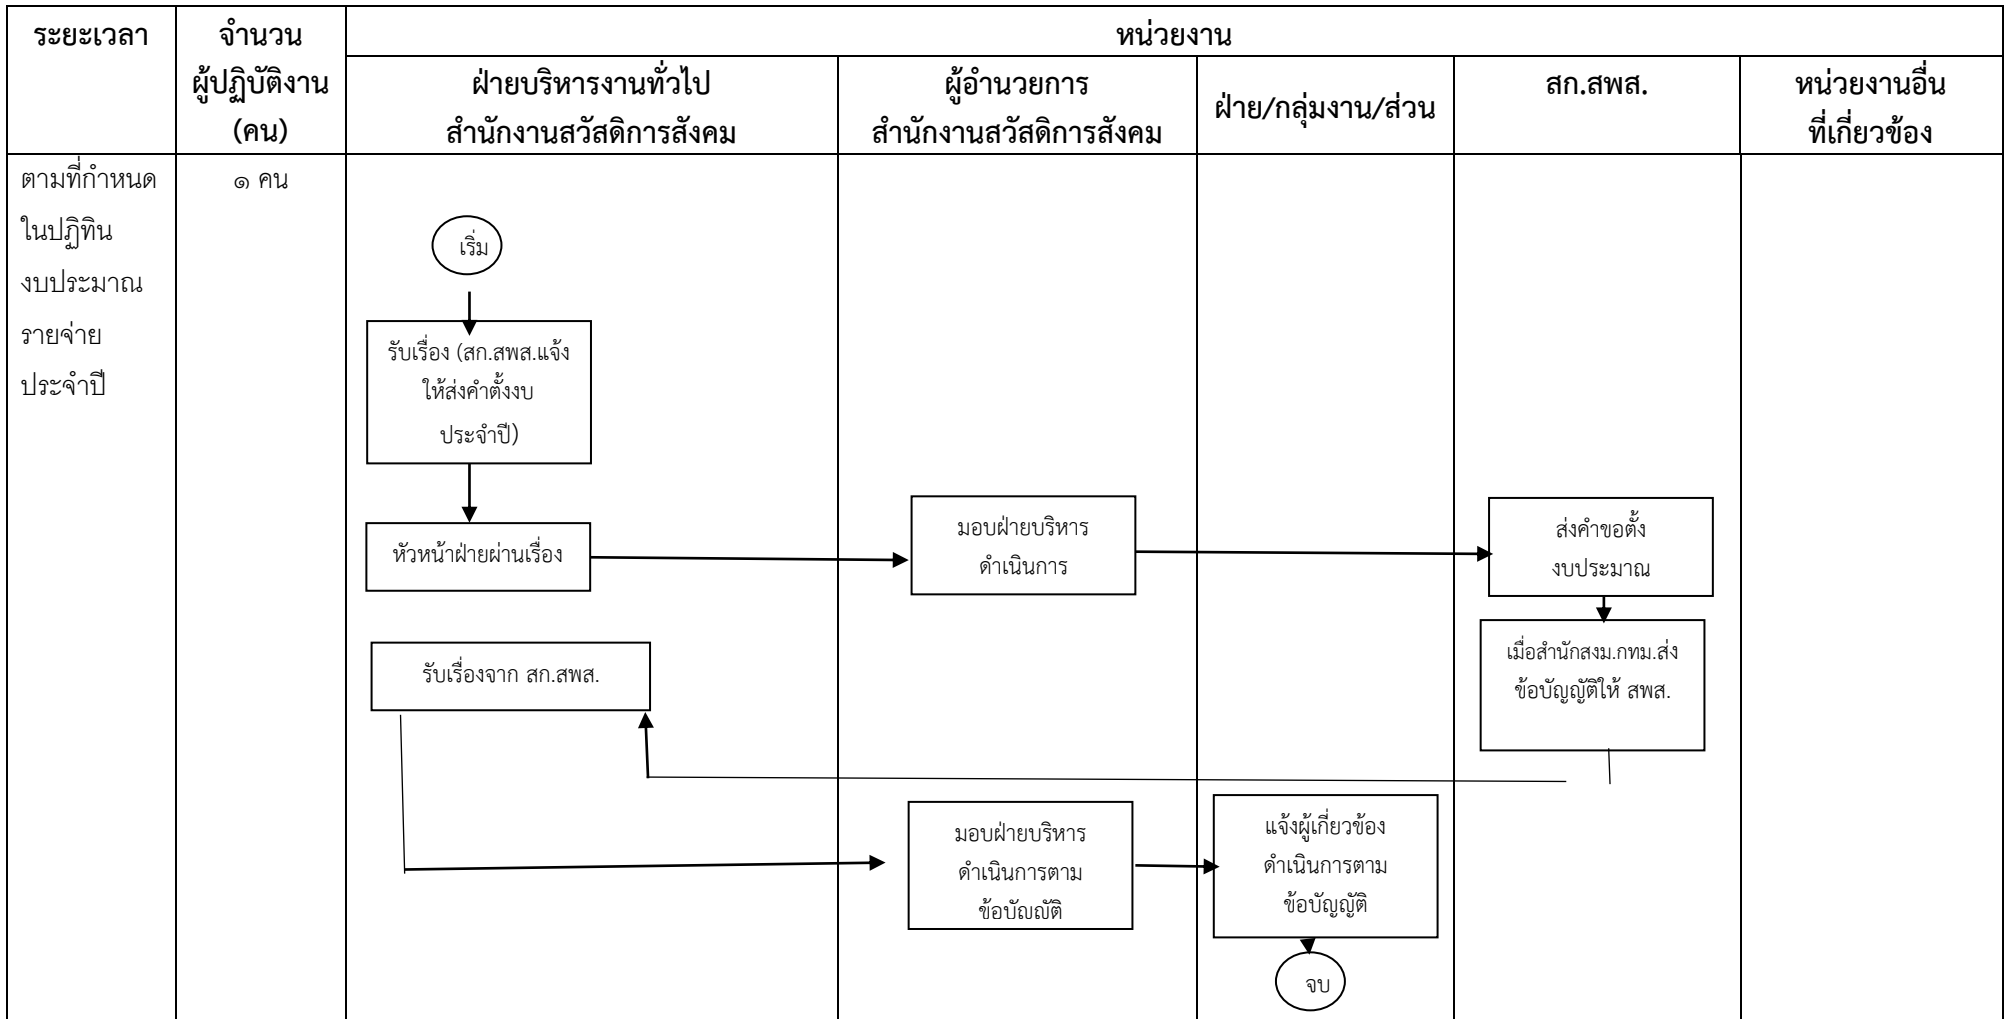 ระยะเวลา
จำนวน
ผู้ปฏิบัติงาน
(คน)
หน่วยงาน
ฝ่ายบริหารงานทั่วไป
สำนักงานสวัสดิการสังคม
ผู้อำนวยการ
สำนักงานสวัสดิการสังคม
ฝ่าย/กลุ่มงาน/ส่วน
สก.สพส.
หน่วยงานอื่น
ที่เกี่ยวข้อง
ตามที่กำหนด
ในปฏิทิน
งบประมาณ
รายจ่าย
ประจำปี
๑ คน
เริ่ม
รับเรื่อง (สก.สพส.แจ้ง
ให้ส่งคำตั้งงบ
ประจำปี)
หัวหน้าฝ่ายผ่านเรื่อง
มอบฝ่ายบริหาร
ดำเนินการ
ส่งคำขอตั้ง
งบประมาณ
เมื่อสำนักสงม.กทม.ส่ง
ข้อบัญญัติให้ สพส.
รับเรื่องจาก สก.สพส.
มอบฝ่ายบริหาร
ดำเนินการตาม
ข้อบัญญัติ
แจ้งผู้เกี่ยวข้อง
ดำเนินการตาม
ข้อบัญญัติ
จบ